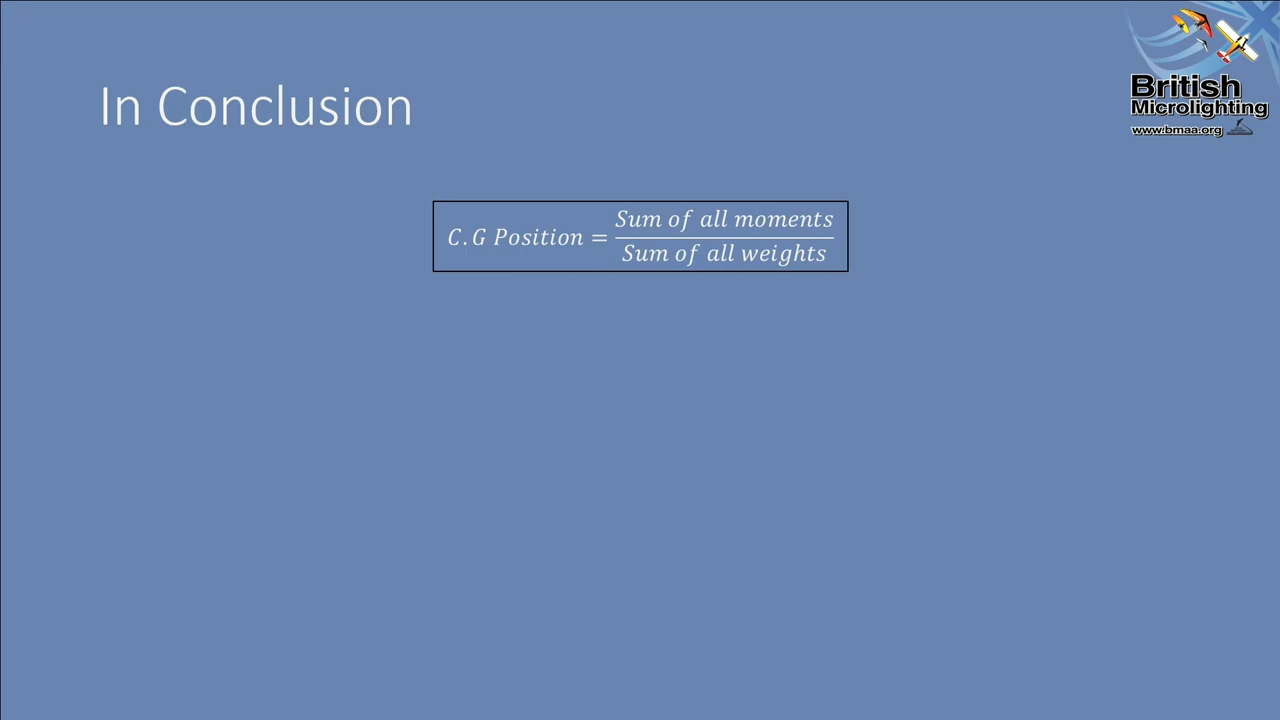 British
Microlighting
www.bmaa.org
In Conclusion
C.G Position = Sum of all moments / Sum of all weights